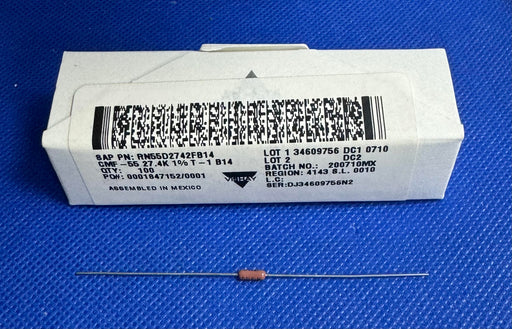 SAP PN: RN55D2742FB14
CMF-55 27.4K 1% T-1 B14
QTY: 100
PO#: 0001847152/0001
ASSEMBLED IN MEXICO
VISHAY
LOT 1 34609756 DC1 0710
LOT 2 DC2
BATCH NO.: 200710MX
REGION: 4143 S.L. 0010
L.C:
SER:DJ34609756N2